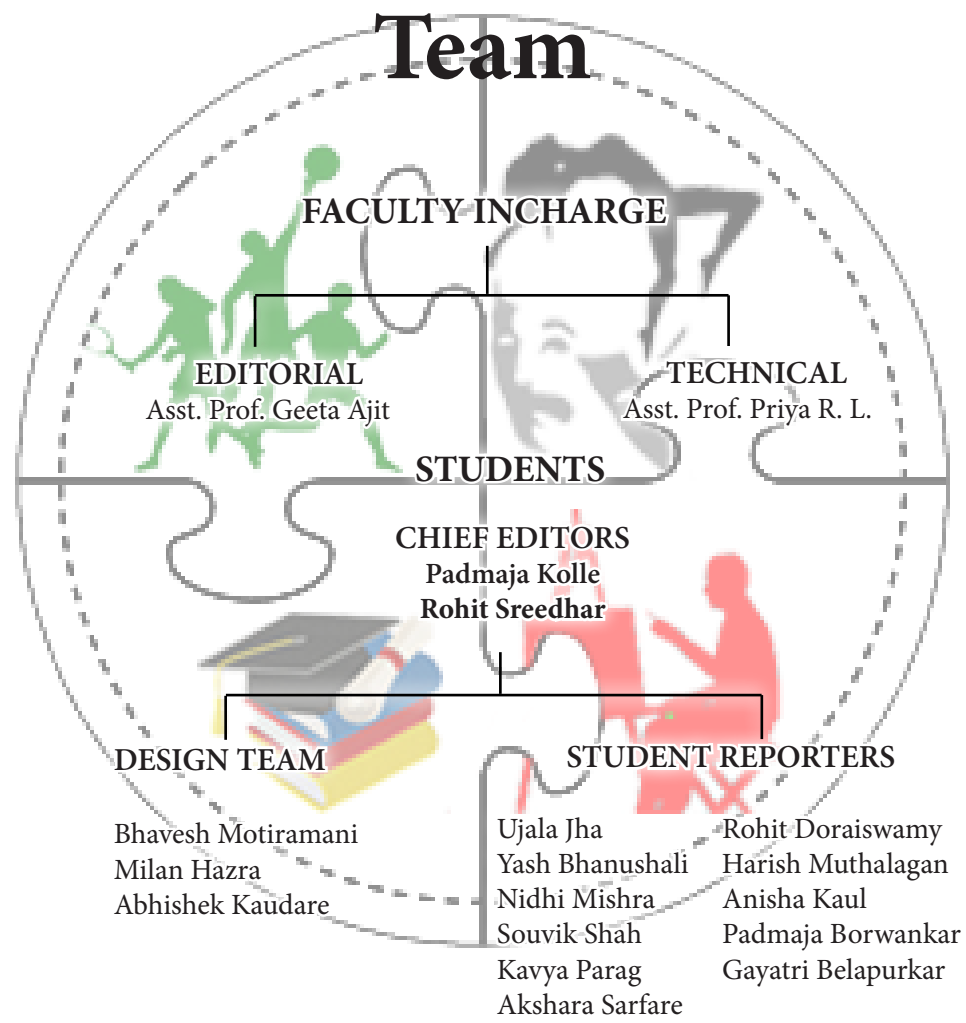 Team
FACULTY INCHARGE
EDITORIAL
Asst. Prof. Geeta Ajit
TECHNICAL
Asst. Prof. Priya R. L.
STUDENTS
CHIEF EDITORS
Padmaja Kolle
Rohit Sreedhar
DESIGN TEAM
Bhavesh Motiramani
Milan Hazra
Abhishek Kaudare
STUDENT REPORTERS
Ujala Jha
Yash Bhanushali
Nidhi Mishra
Souvik Shah
Kavya Parag
Akshara Sarfare
Rohit Doraiswamy
Harish Muthalagan
Anisha Kaul
Padmaja Borwankar
Gayatri Belapurkar